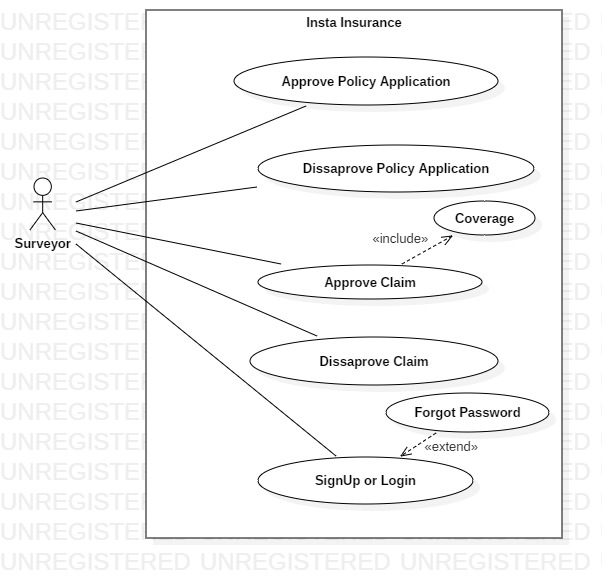 Insta Insurance
Approve Policy Application
Dissaprove Policy Application
Coverage
«include»
Surveyor
Approve Claim
Dissaprove Claim
Forgot Password
«extend»
SignUp or Login
UNREGISTERED UNREGISTERED UNREGISTERED